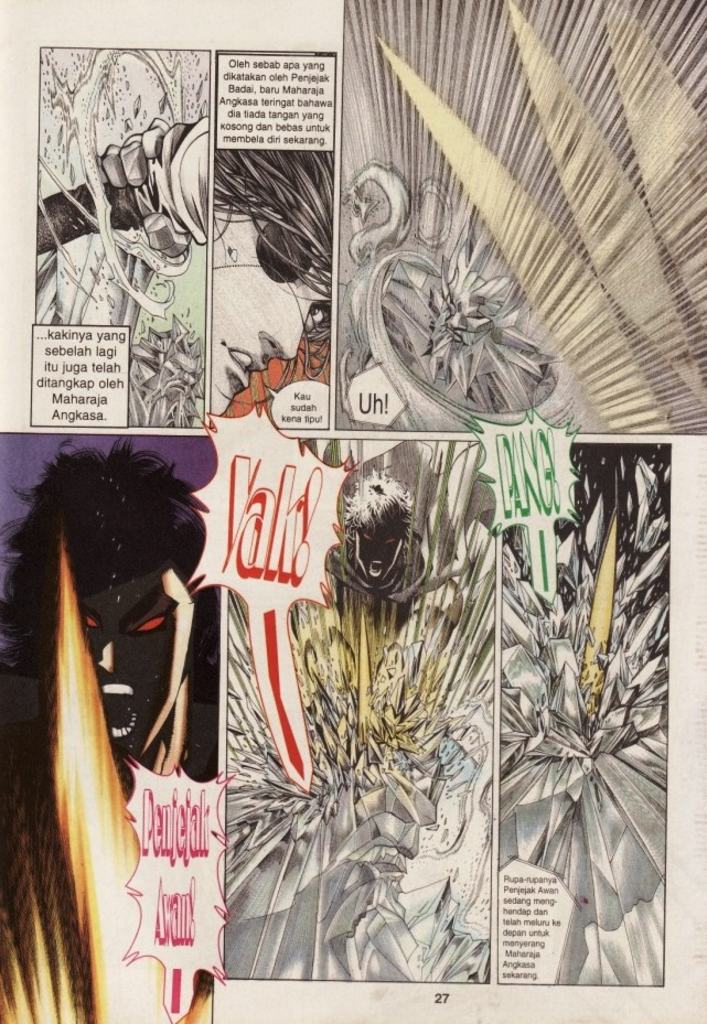 ...kakinya yang
sebelah lagi
itu juga telah
ditangkap oleh
Maharaja
Angkasa.
Oleh sebab apa yang
dikatakan oleh Penjejak
Badai, baru Maharaja
Angkasa teringat bahawa
dia tiada tangan yang
kosong dan bebas untuk
membela diri sekarang.
Kau
sudah
kena tipu!
Uh!
Penjejak
Awan!
Yah!
PANG!
Rupa-rupanya
Penjejak Awan
sedang meng-
hendap dan
telah meluru ke
depan untuk
menyerang
Maharaja
Angkasa
sekarang.
27